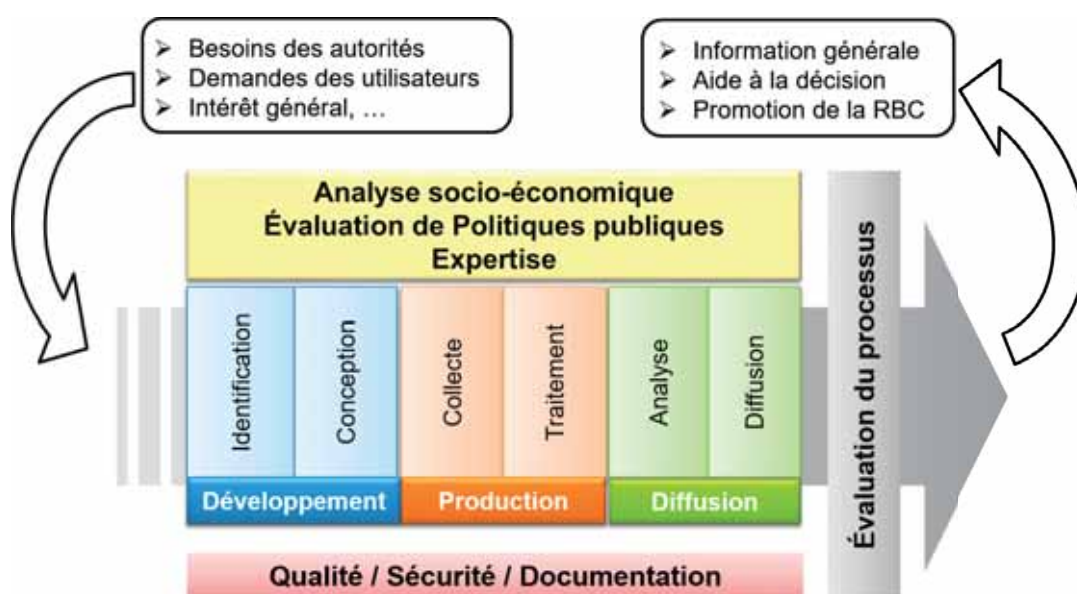 ➢ Besoins des autorités
➢ Demandes des utilisateurs
➢ Intérêt général, …
➢ Information générale
➢ Aide à la décision
➢ Promotion de la RBC
Analyse socio-économique
Évaluation de Politiques publiques
Expertise
Identification
Conception
Collecte
Traitement
Analyse
Diffusion
Développement
Production
Diffusion
Évaluation du processus
Qualité / Sécurité / Documentation